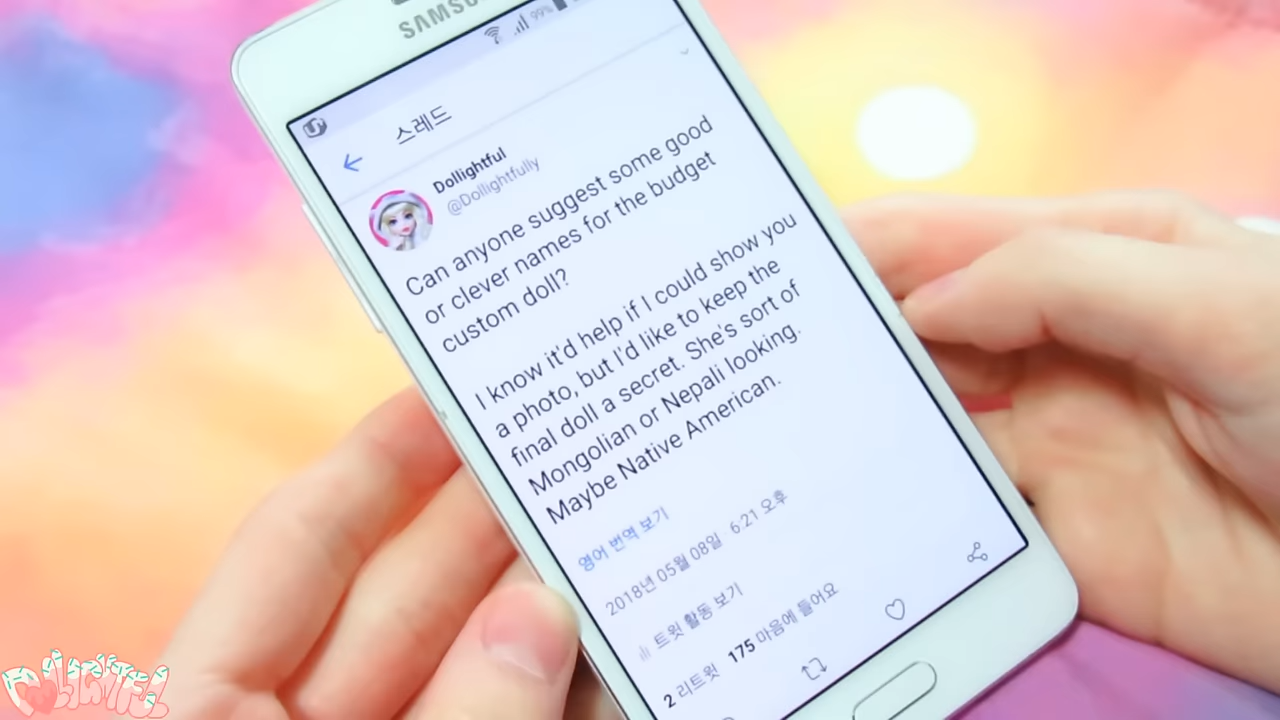 SAMSUNG
99%
스레드
Dollightful
@Dollightfully
Can anyone suggest some good
or clever names for the budget
custom doll?
I know it'd help if I could show you
a photo, but I'd like to keep the
final doll a secret. She's sort of
Mongolian or Nepali looking.
Maybe Native American.
영어 번역 보기
2018년 05월 08일 6:21 오후
트윗 활동 보기
2 리트윗 175 마음에 들어요
DOLLIGHTFUL